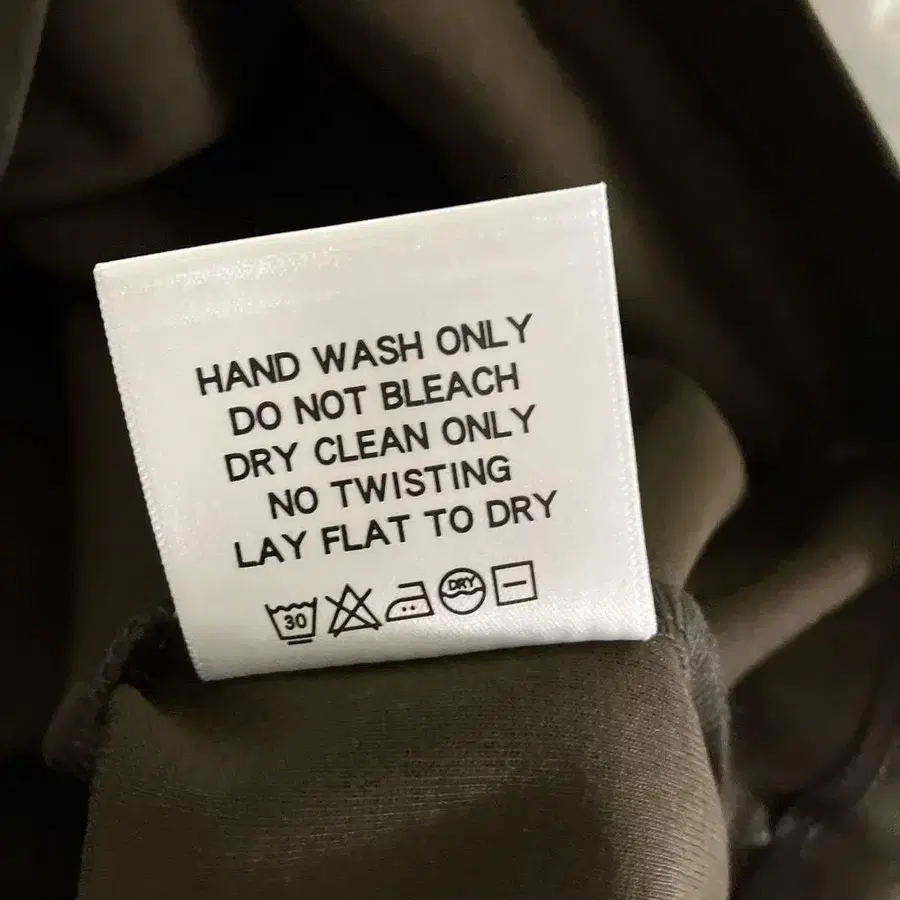 HAND WASH ONLY
DO NOT BLEACH
DRY CLEAN ONLY
NO TWISTING
LAY FLAT TO DRY
30 DRY